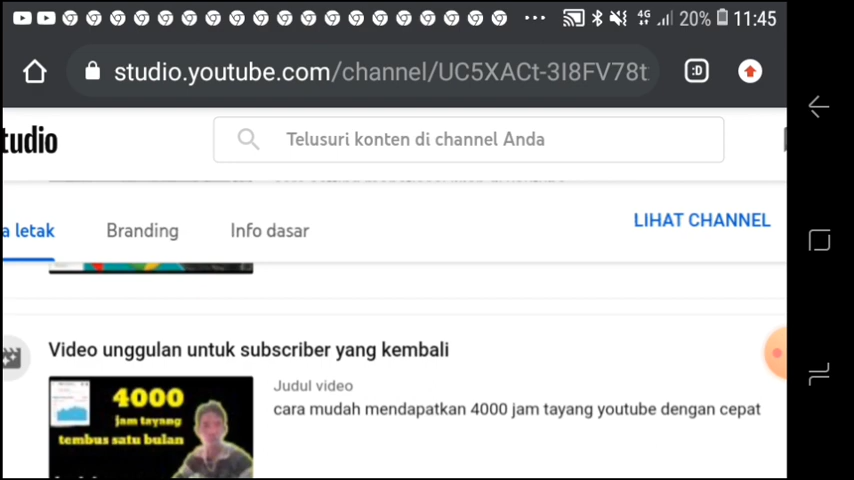 4G 20% 11:45
:D
studio.youtube.com/channel/UC5XACt-3I8FV78t
tudio
Telusuri konten di channel Anda
a letak
Branding
Info dasar
LIHAT CHANNEL
Video unggulan untuk subscriber yang kembali
4000
jam tayang
tembus satu bulan
Judul video
cara mudah mendapatkan 4000 jam tayang youtube dengan cepat